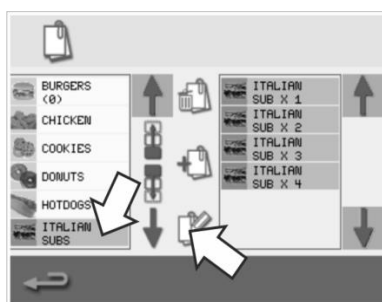 BURGERS
(0)
CHICKEN
COOKIES
DONUTS
HOTDOGS
ITALIAN
SUBS
ITALIAN
SUB X 1
ITALIAN
SUB X 2
ITALIAN
SUB X 3
ITALIAN
SUB X 4